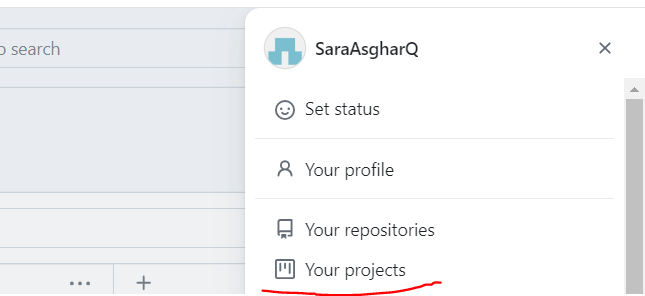 search
SaraAsgharQ
Set status
Your profile
Your repositories
Your projects